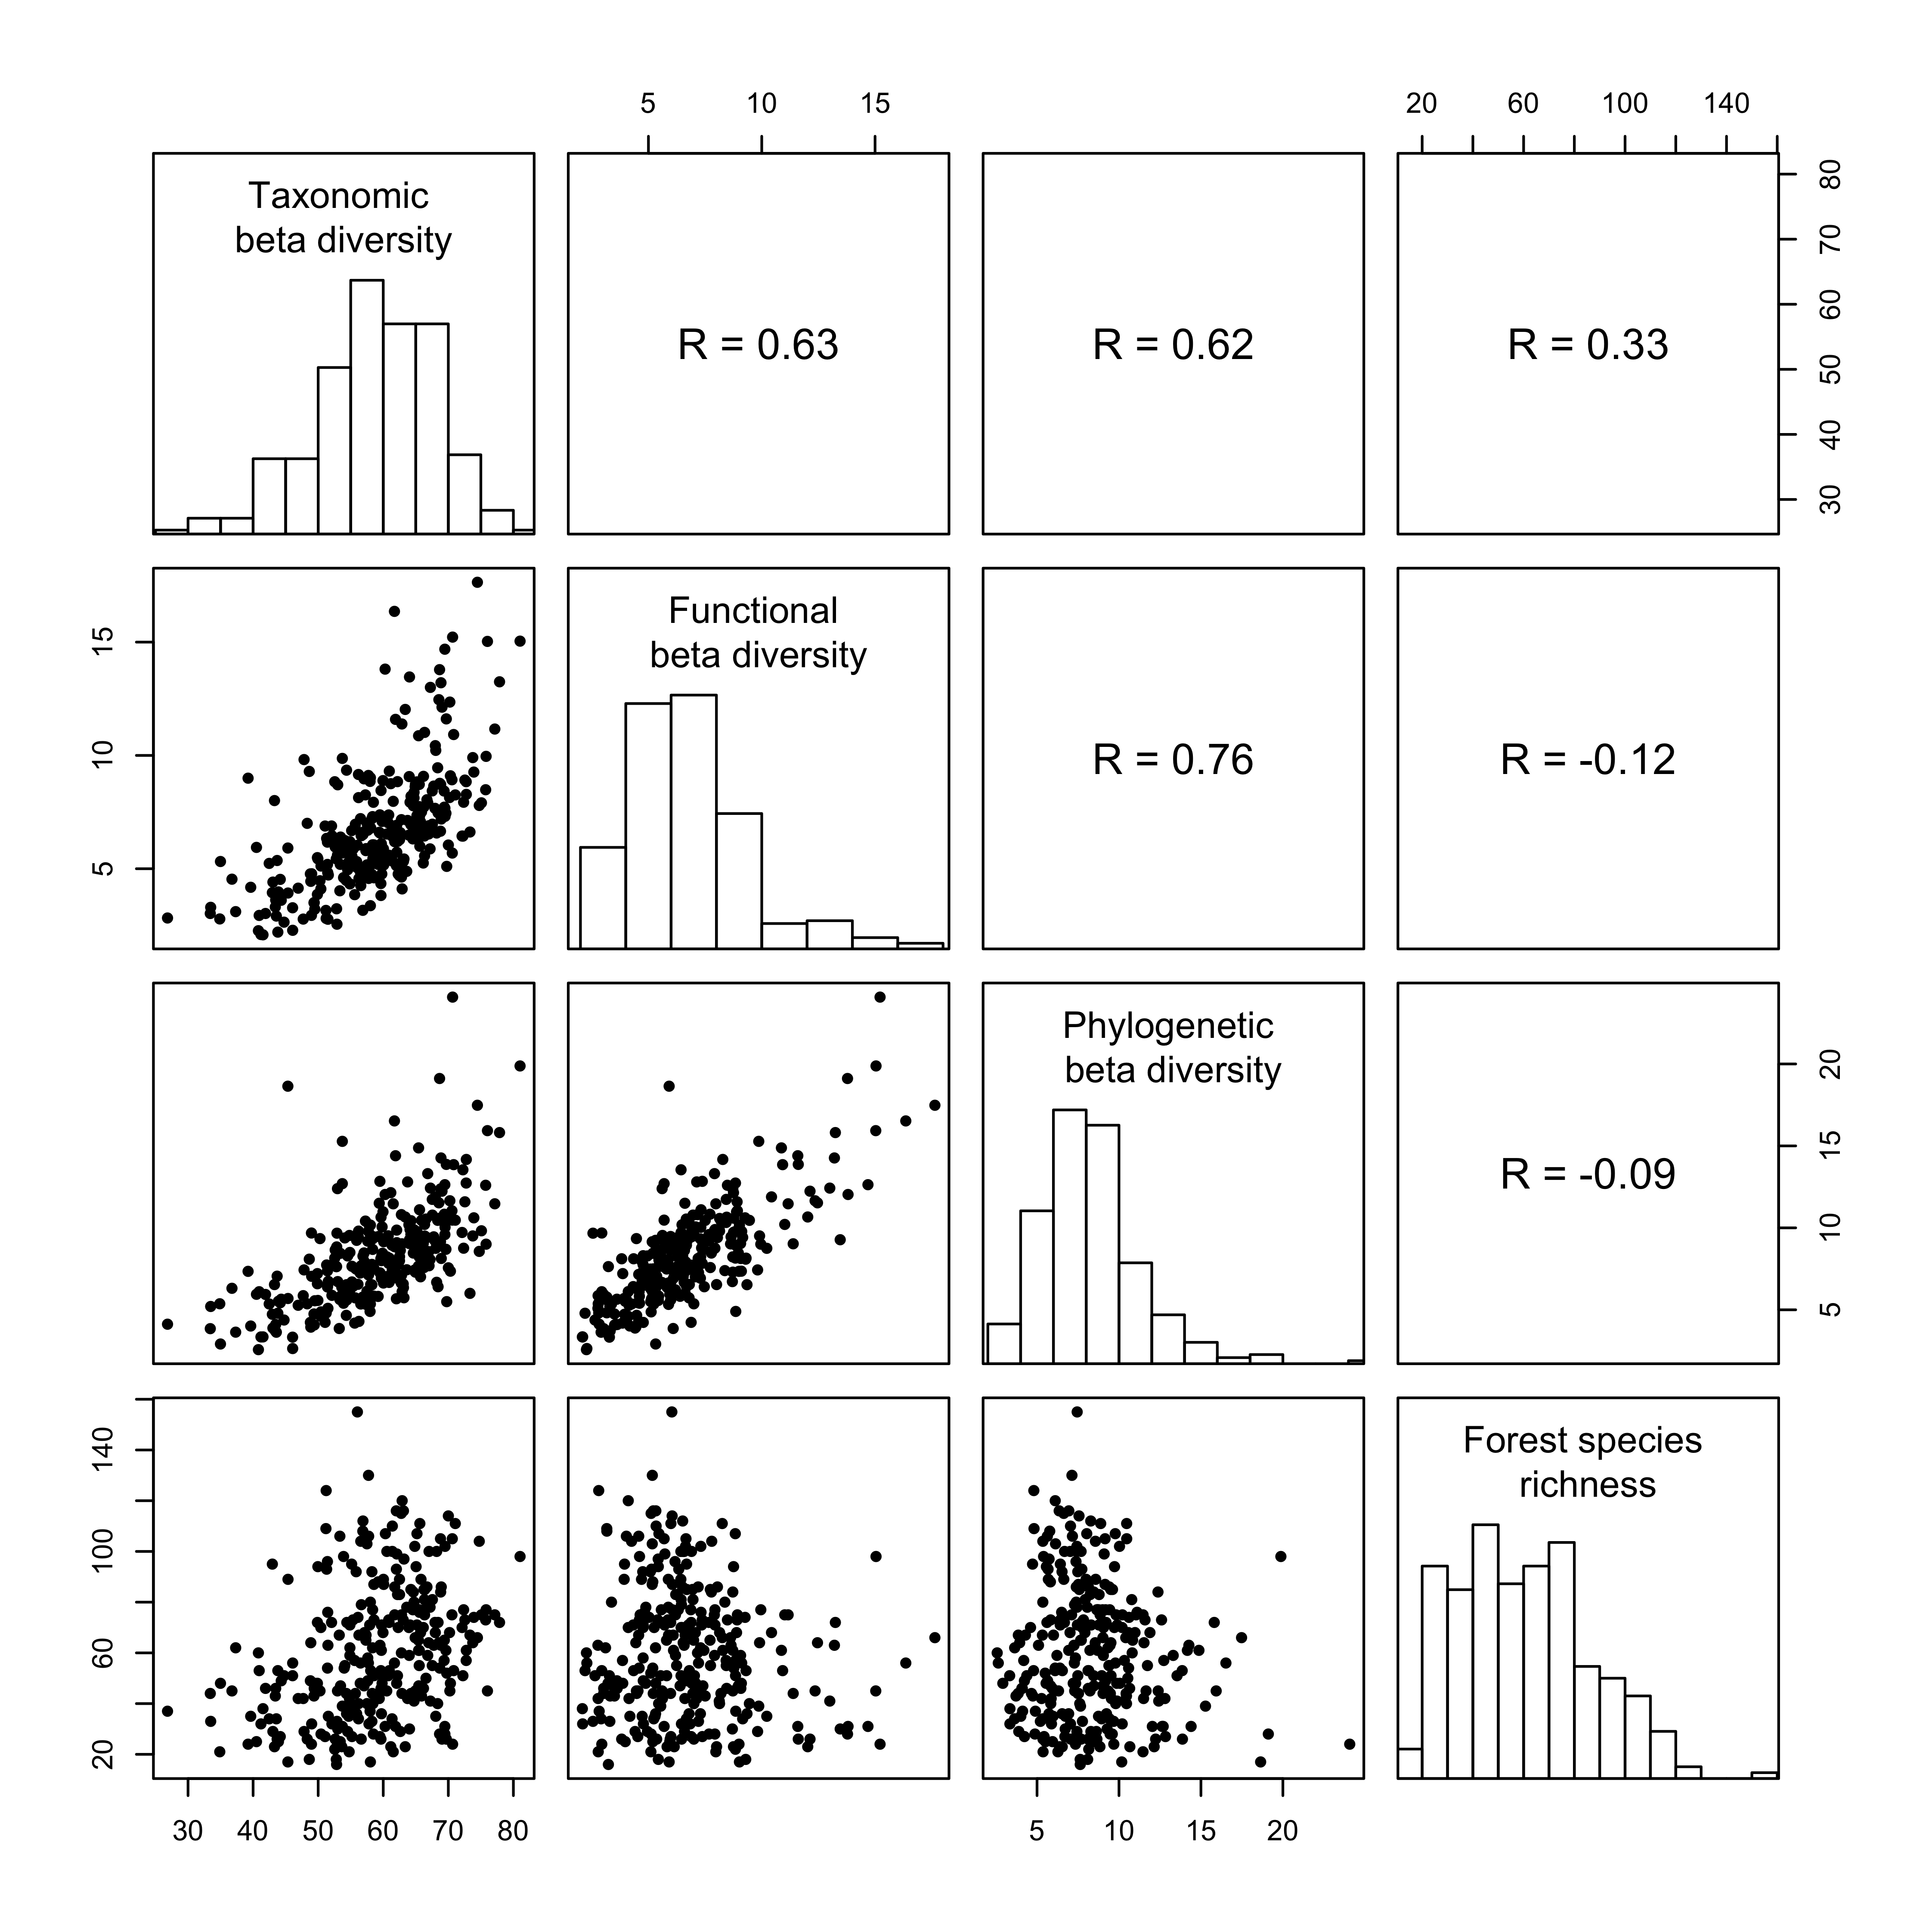 5 10 15
20 60 100 140
Taxonomic
beta diversity
R = 0.63
R = 0.62
R = 0.33
30 40 50 60 70 80
5 10 15
Functional
beta diversity
R = 0.76
R = -0.12
Phylogenetic
beta diversity
R = -0.09
5 10 15 20
20 60 100 140
Forest species
richness
30 40 50 60 70 80
5 10 15 20